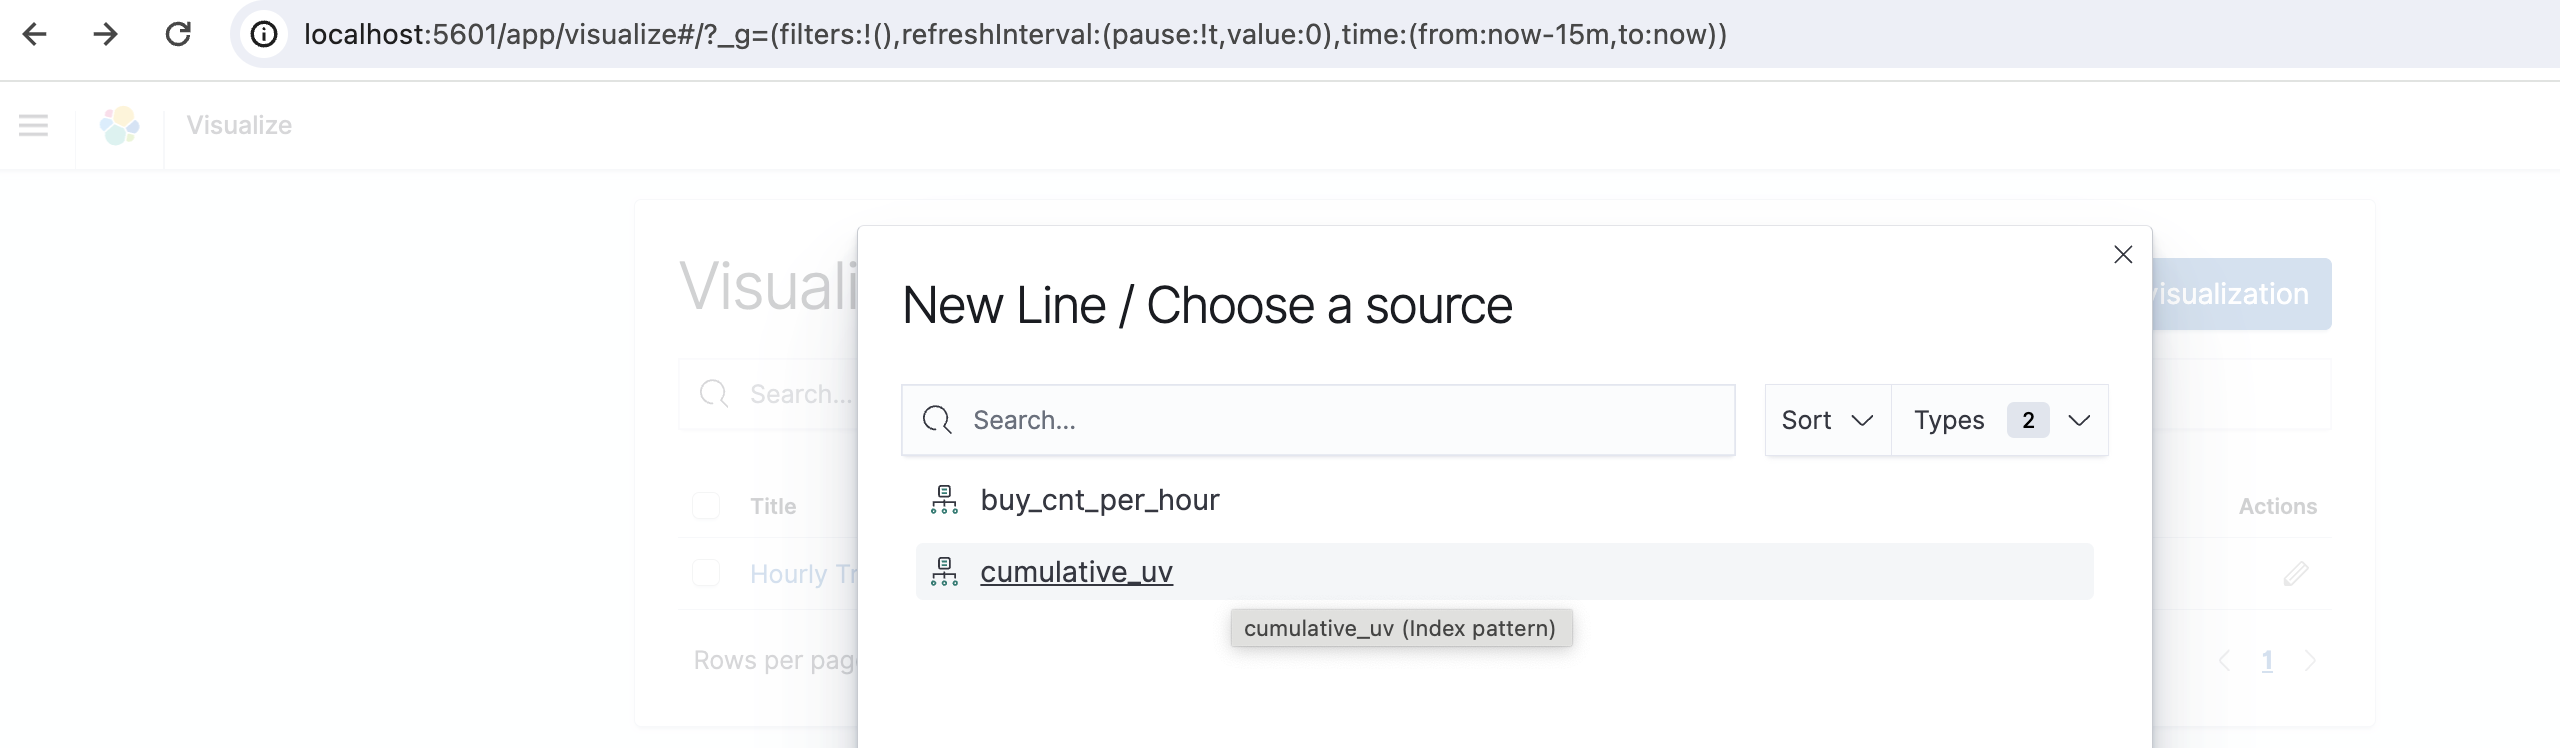 localhost:5601/app/visualize#/?_g=(filters:!(),refreshInterval:(pause:!t,value:0),time:(from:now-15m,to:now))
Visualize
Visuali
New Line / Choose a source
visualization
Search...
Search...
Sort
Types 2
buy_cnt_per_hour
Title
Actions
cumulative_uv
Hourly Tr
cumulative_uv (Index pattern)
Rows per page
1